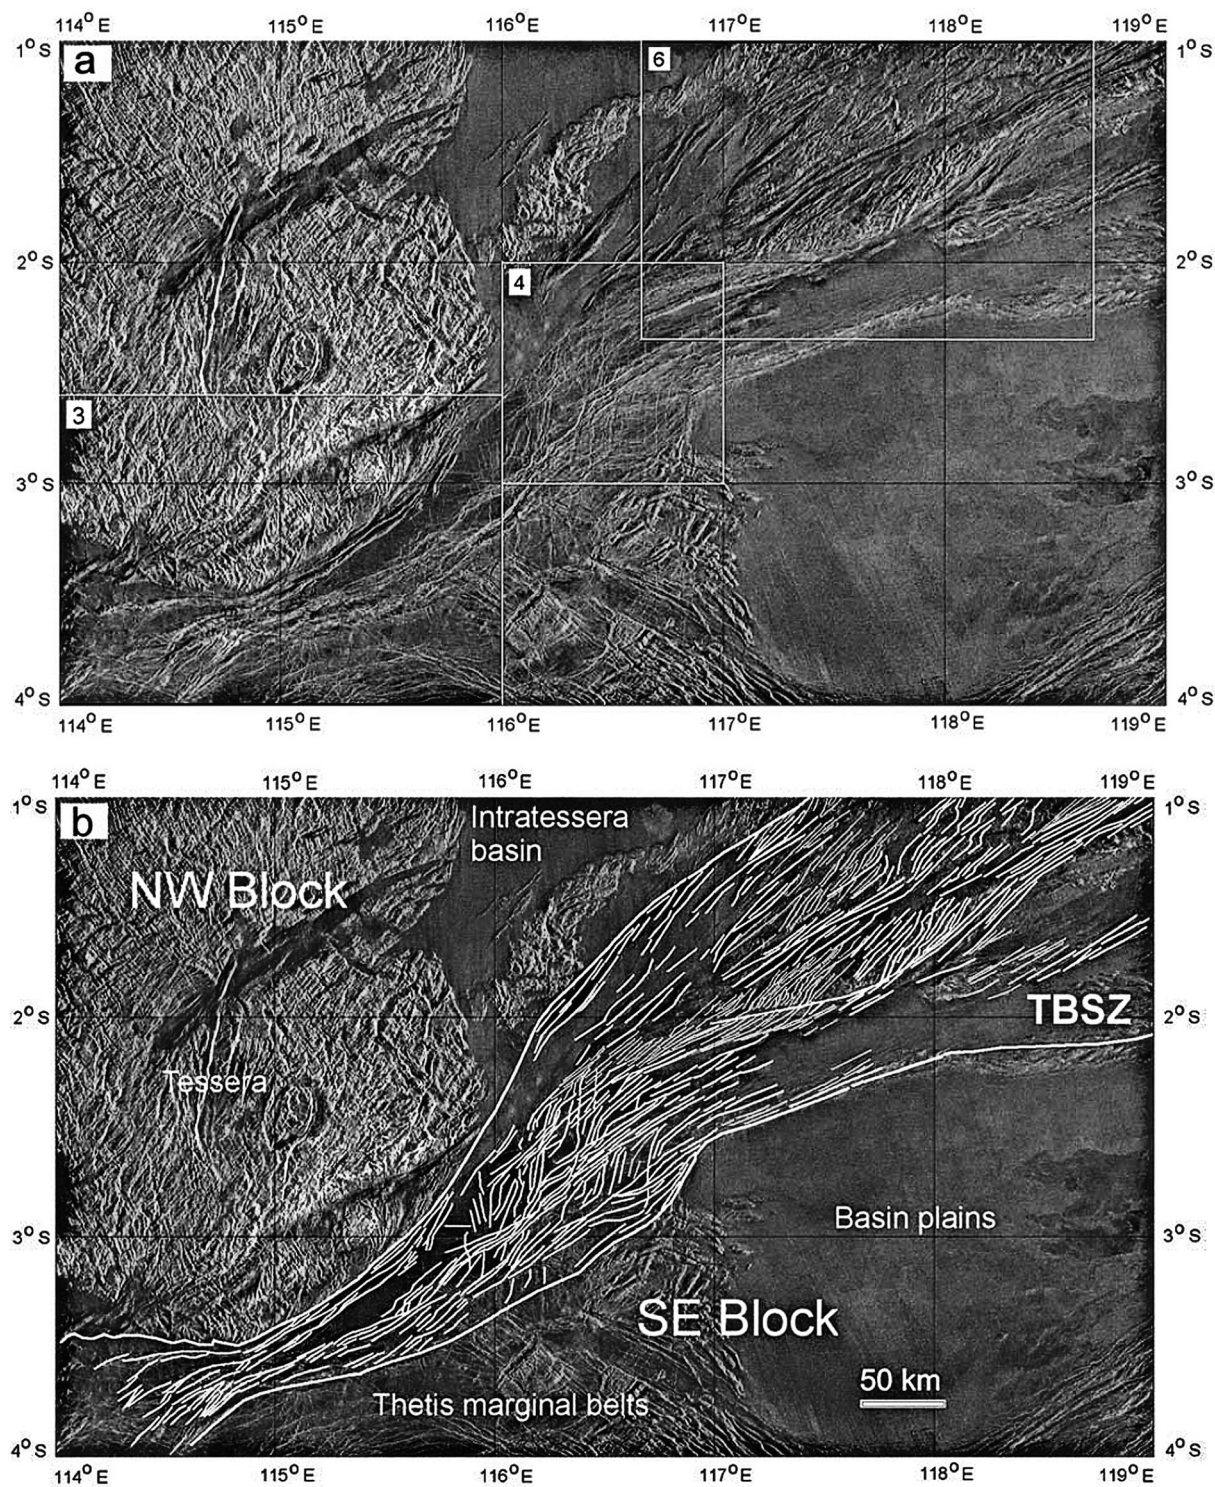 114° E 115° E 116° E 117° E 118° E 119° E
1° S a 6 1° S
2° S 2° S
4
3
3° S 3° S
4° S 4° S
114° E 115° E 116° E 117° E 118° E 119° E
114° E 115° E 116° E 117° E 118° E 119° E
1° S b 1° S
Intratessera
basin
NW Block
2° S TBSZ 2° S
Tessera
3° S Basin plains 3° S
SE Block
50 km
Thetis marginal belts
4° S 4° S
114° E 115° E 116° E 117° E 118° E 119° E